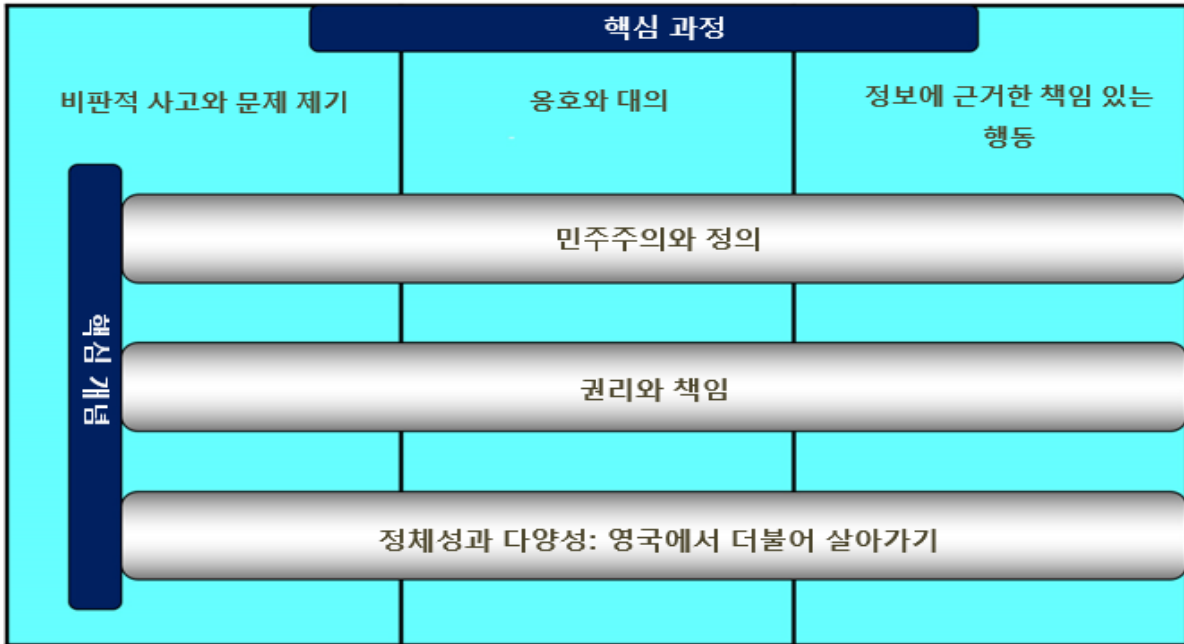 핵심 과정
비판적 사고와 문제 제기
옹호와 대의
정보에 근거한 책임 있는
행동
핵심 개념
민주주의와 정의
권리와 책임
정체성과 다양성: 영국에서 더불어 살아가기